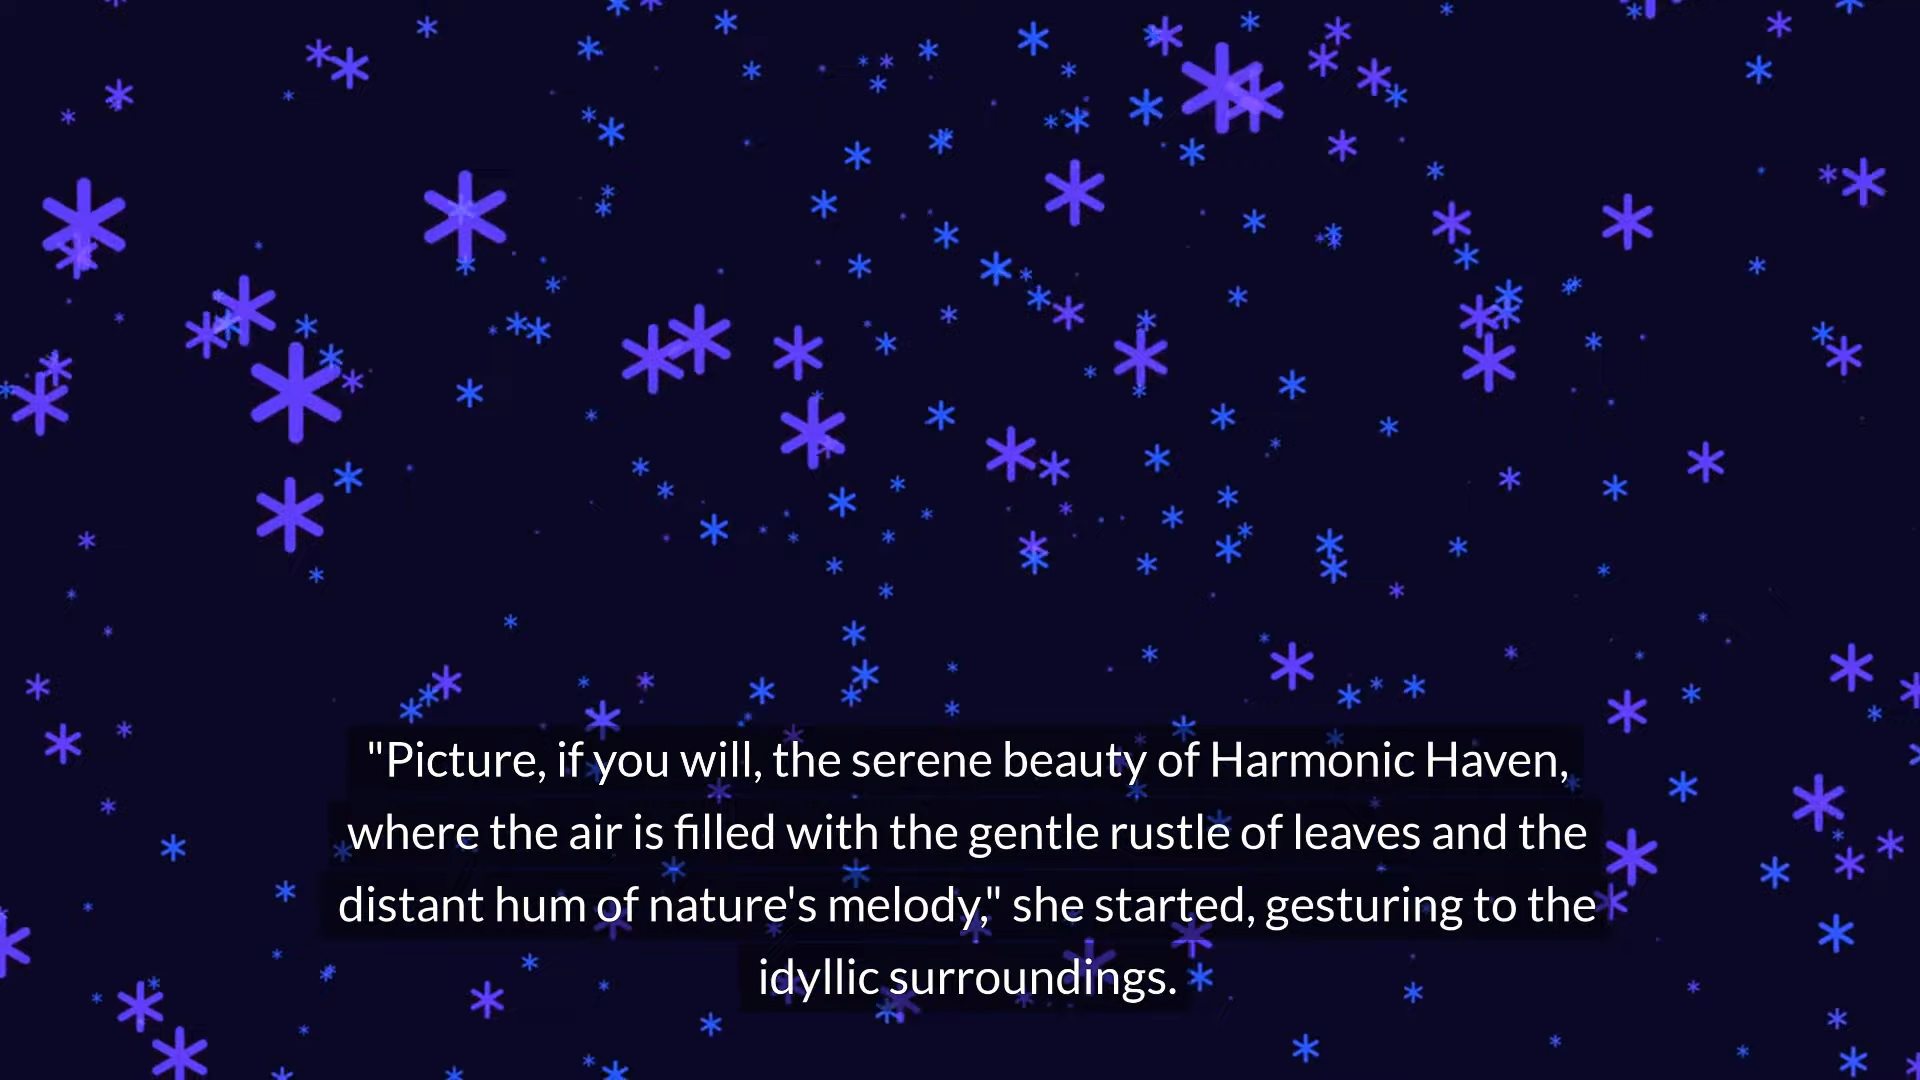 "Picture, if you will, the serene beauty of Harmonic Haven,
where the air is filled with the gentle rustle of leaves and the
distant hum of nature's melody," she started, gesturing to the
idyllic surroundings.